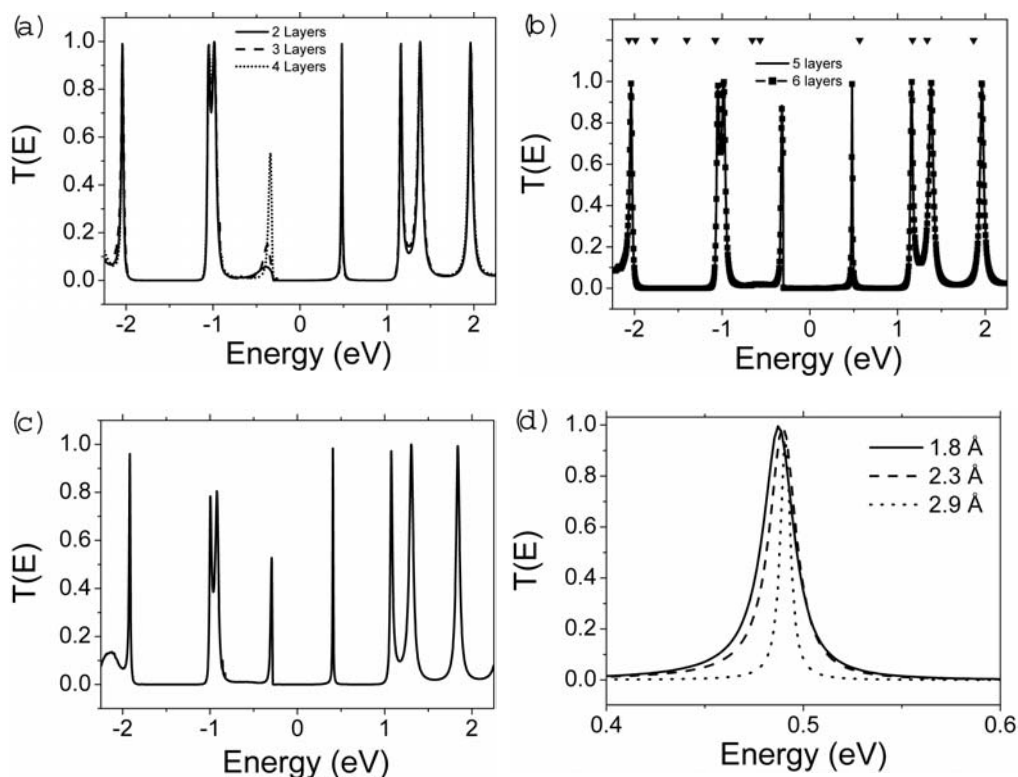 (a)
2 Layers
3 Layers
4 Layers
T(E)
1.0
0.8
0.6
0.4
0.2
0.0
-2 -1 0 1 2
Energy (eV)
(b)
5 layers
6 layers
T(E)
1.0
0.8
0.6
0.4
0.2
0.0
-2 -1 0 1 2
Energy (eV)
(c)
T(E)
1.0
0.8
0.6
0.4
0.2
0.0
-2 -1 0 1 2
Energy (eV)
(d)
1.8 Å
2.3 Å
2.9 Å
T(E)
1.0
0.8
0.6
0.4
0.2
0.0
0.4 0.5 0.6
Energy (eV)